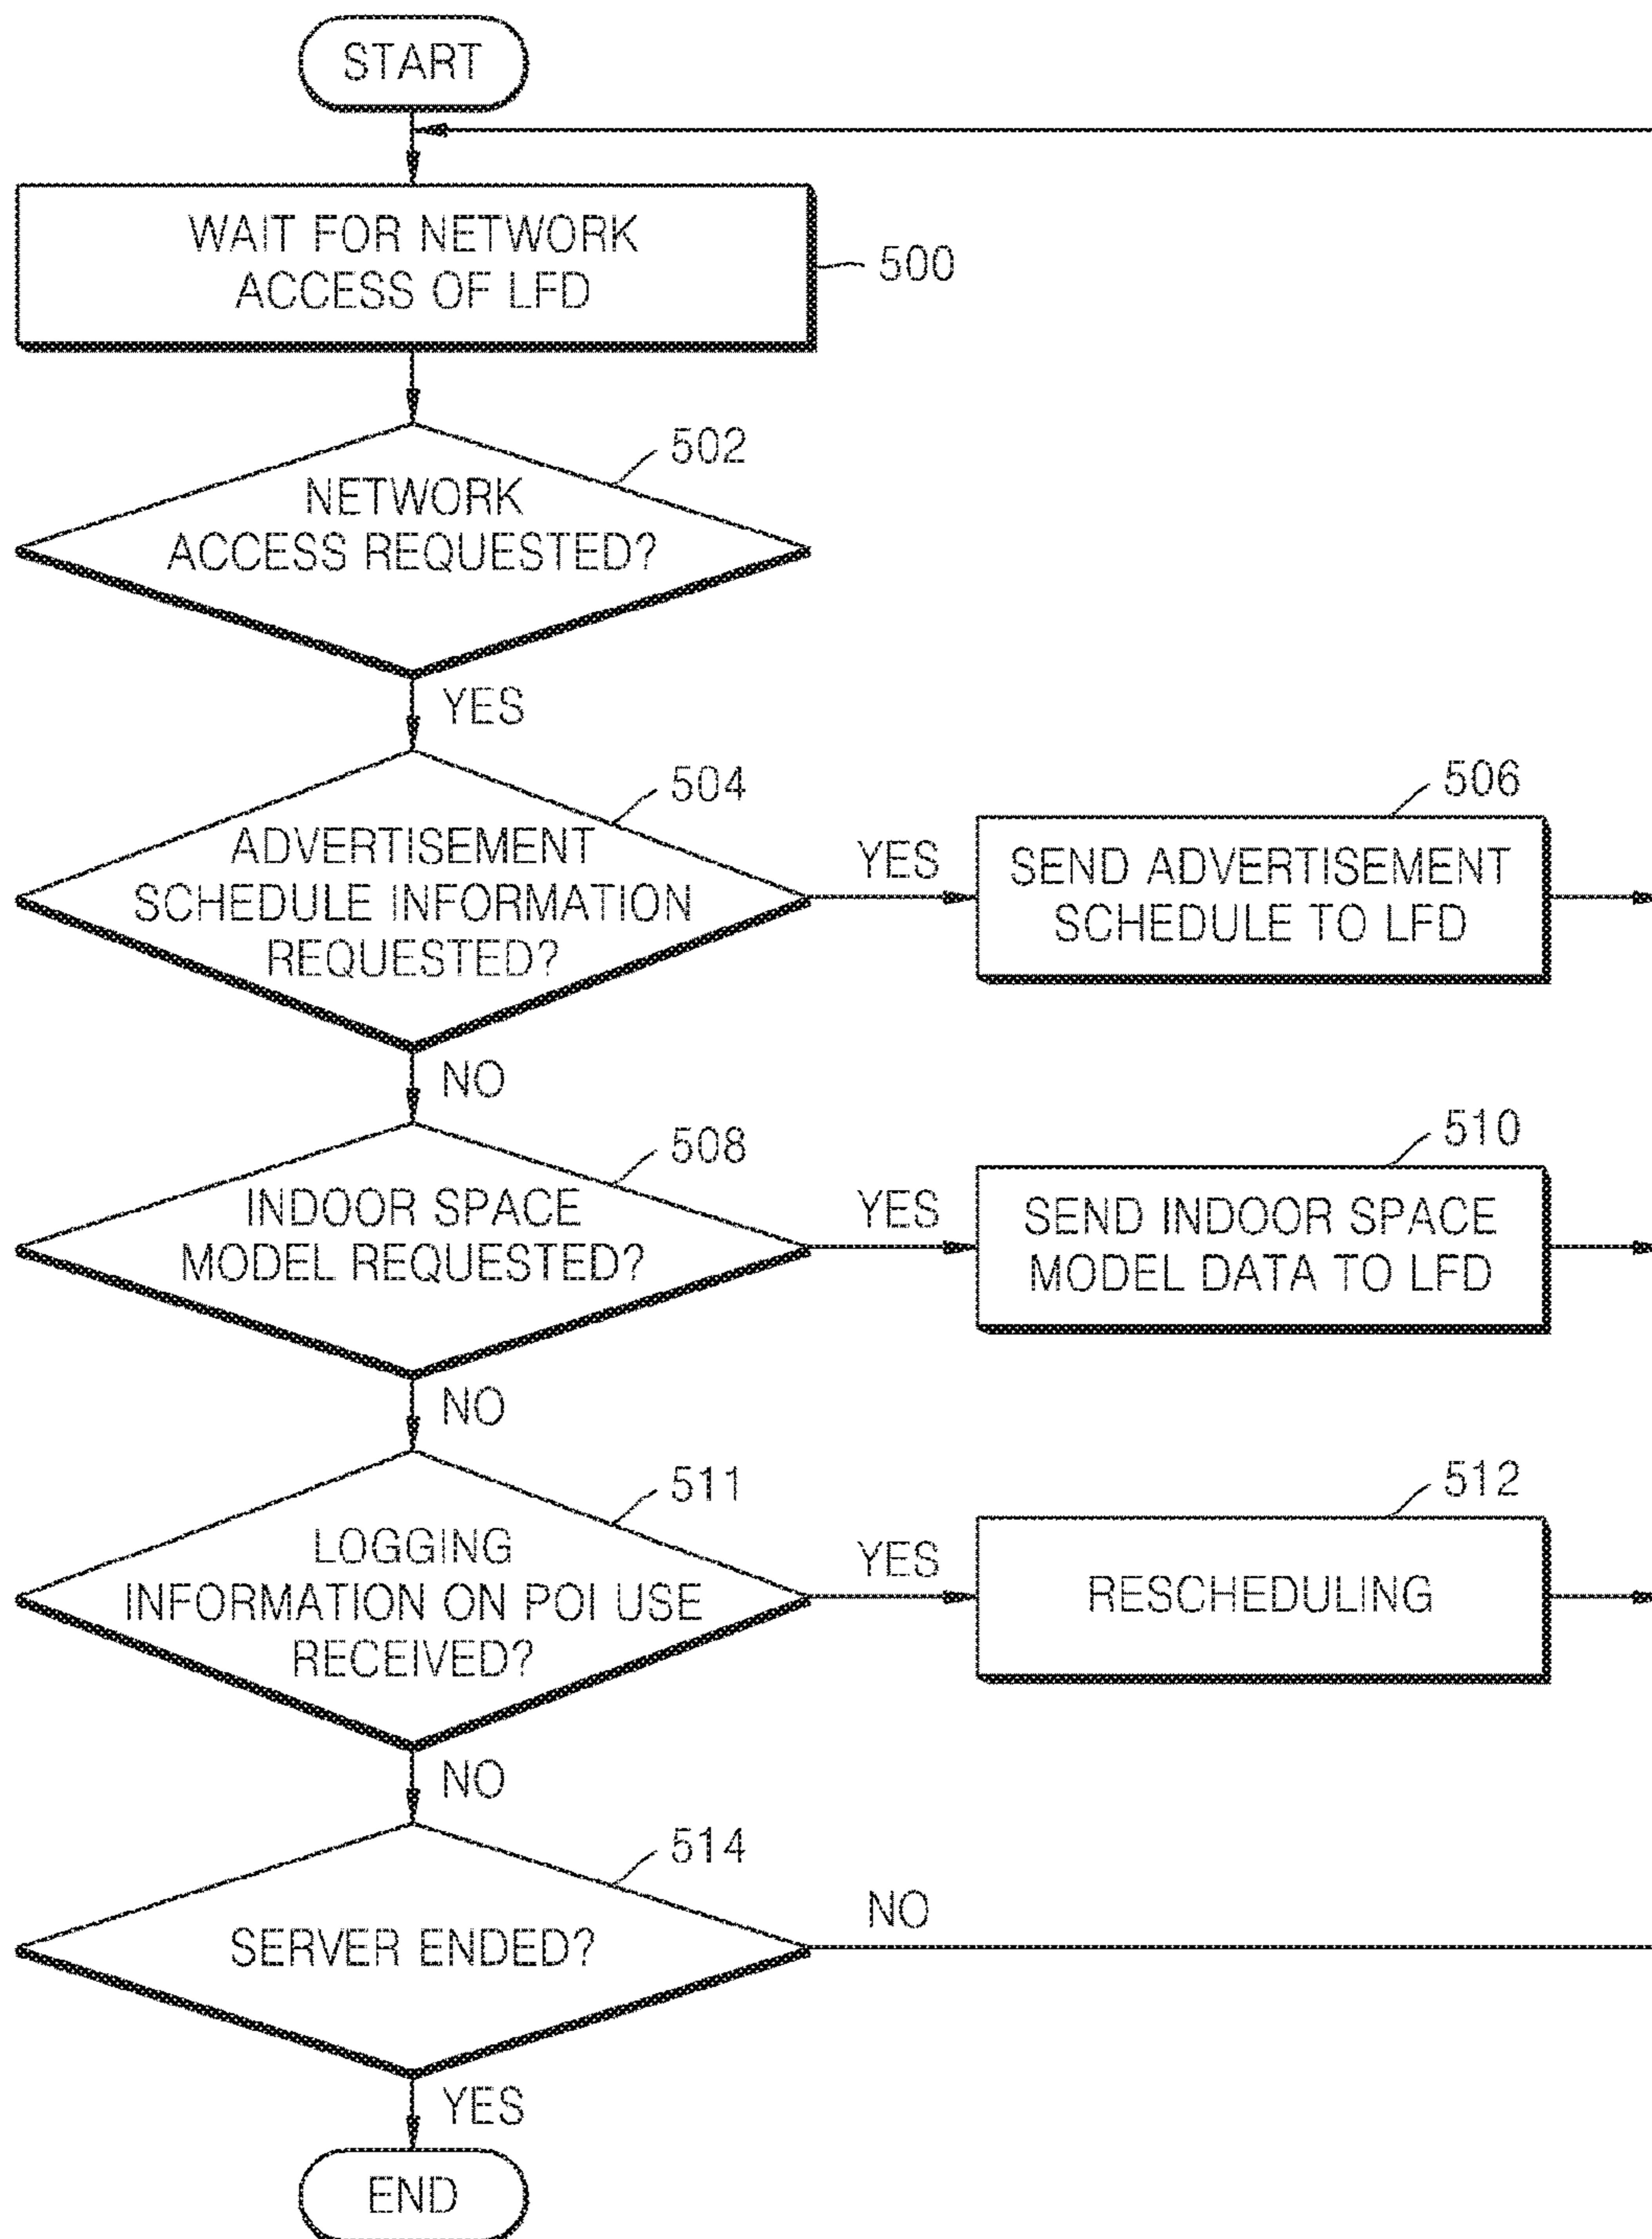 START
WAIT FOR NETWORK
ACCESS OF LFD
500
502
NETWORK
ACCESS REQUESTED?
YES
504
ADVERTISEMENT
SCHEDULE INFORMATION
REQUESTED?
YES
506
SEND ADVERTISEMENT
SCHEDULE TO LFD
NO
508
INDOOR SPACE
MODEL REQUESTED?
YES
510
SEND INDOOR SPACE
MODEL DATA TO LFD
NO
511
LOGGING
INFORMATION ON POI USE
RECEIVED?
YES
512
RESCHEDULING
NO
514
SERVER ENDED?
NO
YES
END